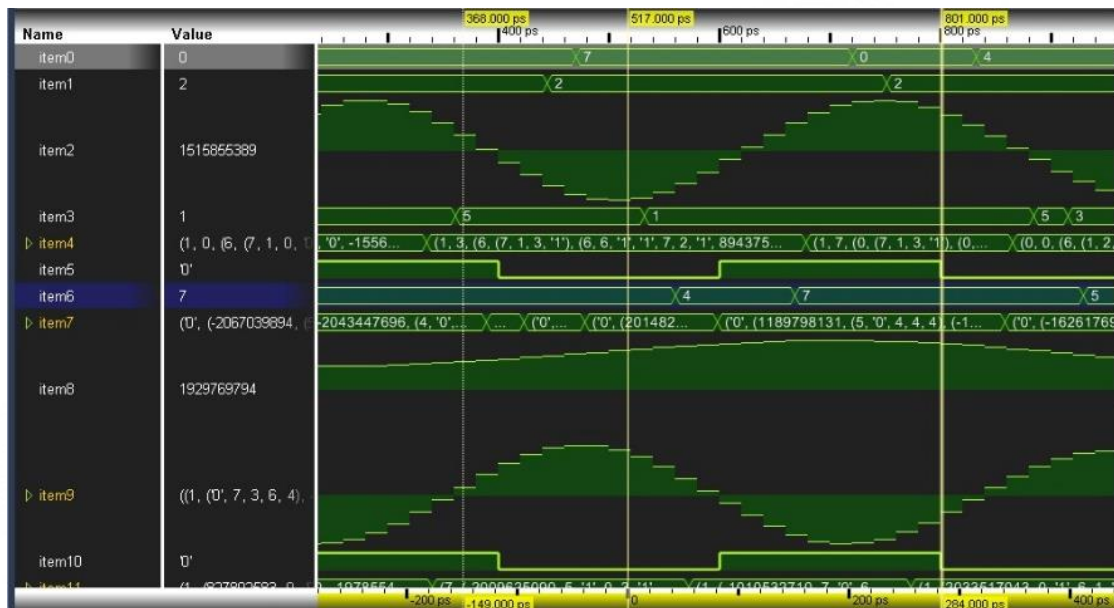 368.000 ps 517.000 ps 801.000 ps
Name Value 400 ps 600 ps 800 ps
item0 0 7 0 4
item1 2 2 2
item2 1515855389
item3 1 5 1 5 3
item4 (1, 0, (6, (7, 1, 0, '0', -1556... (1, 3, (6, (7, 1, 3, '1'), (6, 6, '1', '1', 7, 2, '1', 894375... (1, 7, (0, (7, 1, 3, '1'), (0,... (0, 0, (6, (1, 2,
item5 '0'
item6 7 4 7 5
item7 ('0', (-2067039894, -2043447696, (4, '0',... ... ('0',... ('0', (201482... ('0', (1189798131, (5, '0', 4, 4, 4), (-1... ('0', (-16261769
item8 1929769794
item9 ((1, ('0', 7, 3, 6, 4),
item10 '0'
item11
-200 ps -149.000 ps 0 200 ps 284.000 ps 400 ps